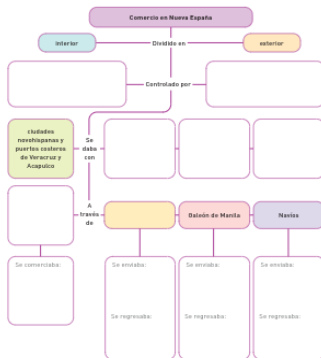 Comercio en Nueva España
interior
Dividido en
exterior
Controlado por
ciudades
novohispanas y
puertos costeros
de Veracruz y
Acapulco
Se
daba
con
A
través
de
Galeón de Manila
Navíos
Se comerciaba:
Se enviaba:
Se enviaba:
Se enviaba:
Se regresaba:
Se regresaba:
Se regresaba: